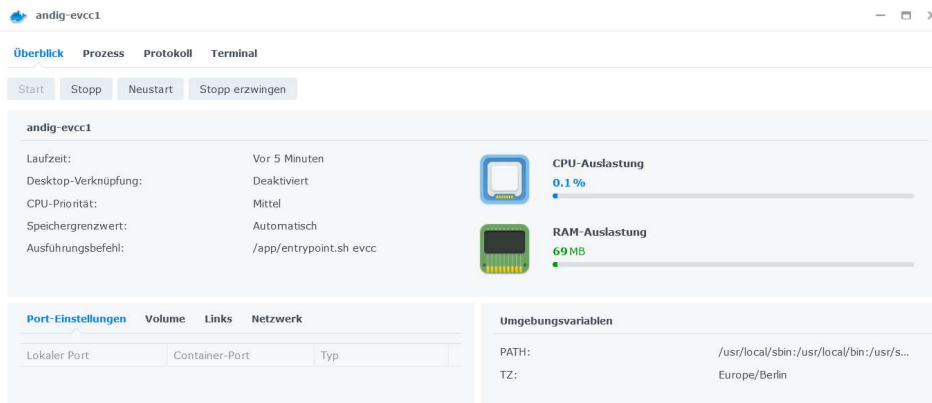 andig-evcc1
Überblick Prozess Protokoll Terminal
Start Stopp Neustart Stopp erzwingen
andig-evcc1
Laufzeit: Vor 5 Minuten
Desktop-Verknüpfung: Deaktiviert
CPU-Priorität: Mittel
Speichergrenzwert: Automatisch
Ausführungsbefehl: /app/entrypoint.sh evcc
CPU-Auslastung
0.1 %
RAM-Auslastung
69 MB
Port-Einstellungen Volume Links Netzwerk
Lokaler Port Container-Port Typ
Umgebungsvariablen
PATH: /usr/local/sbin:/usr/local/bin:/usr/s...
TZ: Europe/Berlin